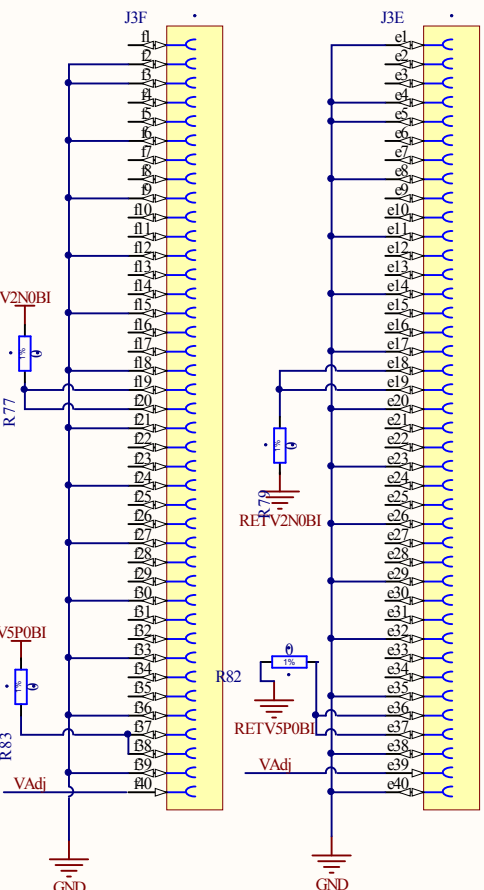 J3F
f1
f2
f3
f4
f5
f6
f7
f8
f9
f10
f11
f12
f13
f14
f15
f16
f17
f18
f19
f20
f21
f22
f23
f24
f25
f26
f27
f28
f29
f30
f31
f32
f33
f34
f35
f36
f37
f38
f39
f40
V2N0BI
1%
0
R77
V5P0BI
1%
0
R83
VAdj
GND
J3E
e1
e2
e3
e4
e5
e6
e7
e8
e9
e10
e11
e12
e13
e14
e15
e16
e17
e18
e19
e20
e21
e22
e23
e24
e25
e26
e27
e28
e29
e30
e31
e32
e33
e34
e35
e36
e37
e38
e39
e40
1%
0
R79
RETV2N0BI
0
1%
R82
RETV5P0BI
VAdj
GND